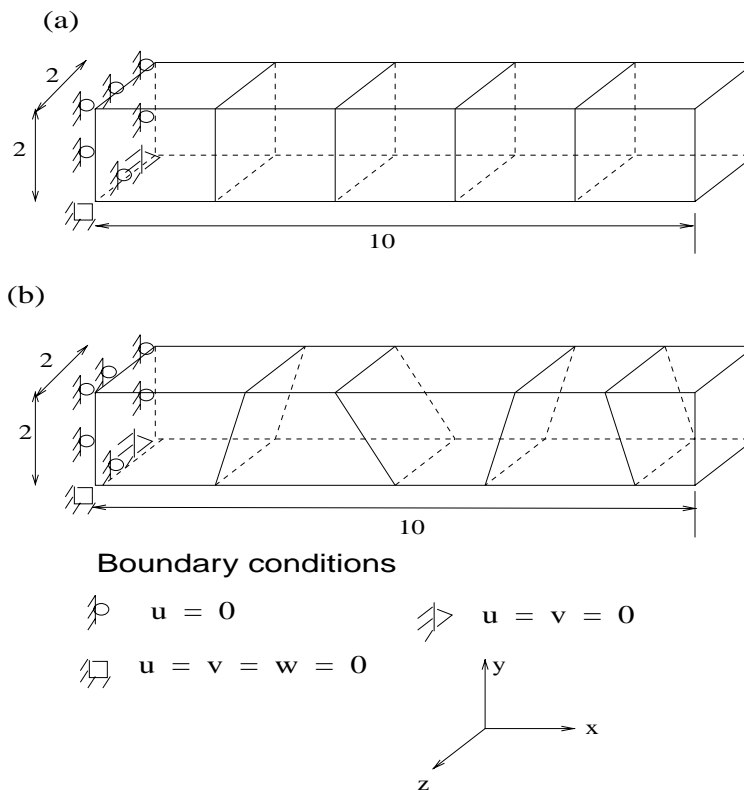 (a)
2
2
10
(b)
2
2
10
Boundary conditions
u = 0
u = v = 0
u = v = w = 0
y
x
z